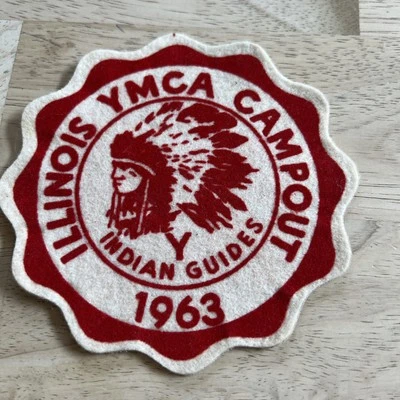 ILLINOIS YMCA CAMPOUT
Y
INDIAN GUIDES
1963